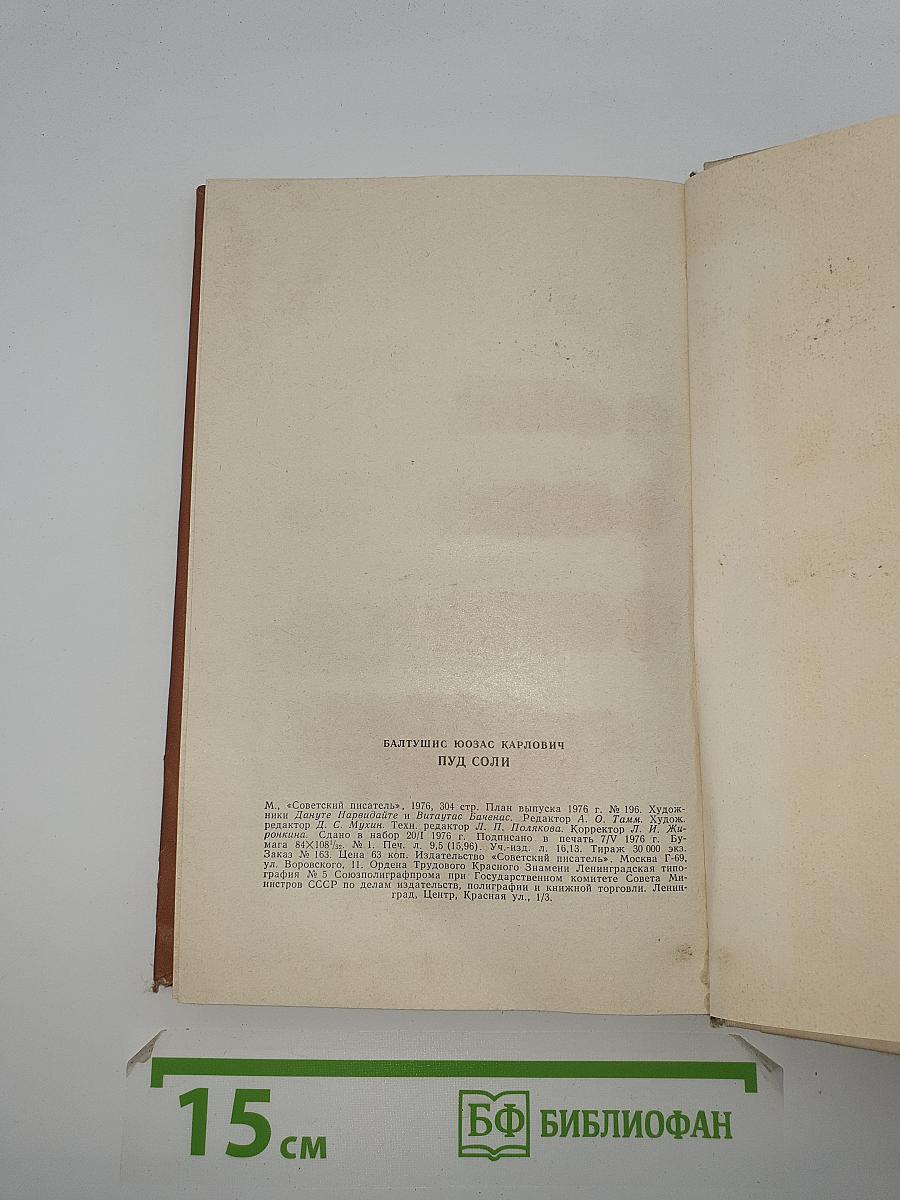 БАЛТУШИС ЮОЗАС КАРЛОВИЧ
ПУД СОЛИ
М., «Советский писатель», 1976, 304 стр. План выпуска 1976 г. № 196. Худож-
ники Дануте Нарвидайте и Витаутас Баченас. Редактор А. О. Тамм. Худож.
редактор Д. С. Мухин. Техн. редактор Л. П. Полякова. Корректор Л. И. Жи-
ронкина. Сдано в набор 20/I 1976 г. Подписано в печать 7/V 1976 г. Бу-
мага 84×108¹/₃₂. № 1. Печ. л. 9,5 (15,96). Уч.-изд. л. 16,13. Тираж 30 000 экз.
Заказ № 163. Цена 63 коп. Издательство «Советский писатель». Москва Г-69,
ул. Воровского, 11. Ордена Трудового Красного Знамени Ленинградская типо-
графия № 5 Союзполиграфпрома при Государственном комитете Совета Ми-
нистров СССР по делам издательств, полиграфии и книжной торговли. Ленин-
град, Центр, Красная ул., 1/3.
15 см
БФ БИБЛИОФАН